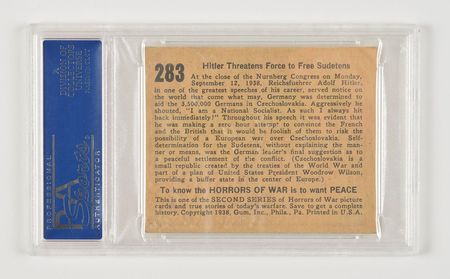 283
Hitler Threatens Force to Free Sudetens
At the close of the Nurnberg Congress on Monday,
September 12, 1938, Reichsfuhrer Adolf Hitler,
in one of the greatest speeches of his career, served notice
on the world that come what may, Germany was determined to
aid the 3,500,000 Germans in Czechoslovakia. Aggressively he
shouted, "I am a National Socialist. As such I always hit
back immediately!" Throughout his speech it was evident that
he was making a zero hour attempt to convince the French
and the British that it would be foolish of them to risk the
possibility of a European war over Czechoslovakia. Self-
determination for the Sudetens, without explaining the man-
ner or means, was the German leader's final suggestion as to
a peaceful settlement of the conflict. (Czechoslovakia is a
small republic created by the treaties of the World War and
part of a plan of United States President Woodrow Wilson,
providing a buffer state in the center of Europe.)
To know the HORRORS OF WAR is to want PEACE
This is one of the SECOND SERIES of Horrors of War picture
cards and true stories of today's warfare. Save to get a complete
history. Copyright 1938, Gum, Inc., Phila., Pa. Printed in U.S.A.
PROFESSIONAL
PSA
Sports
AUTHENTICATOR